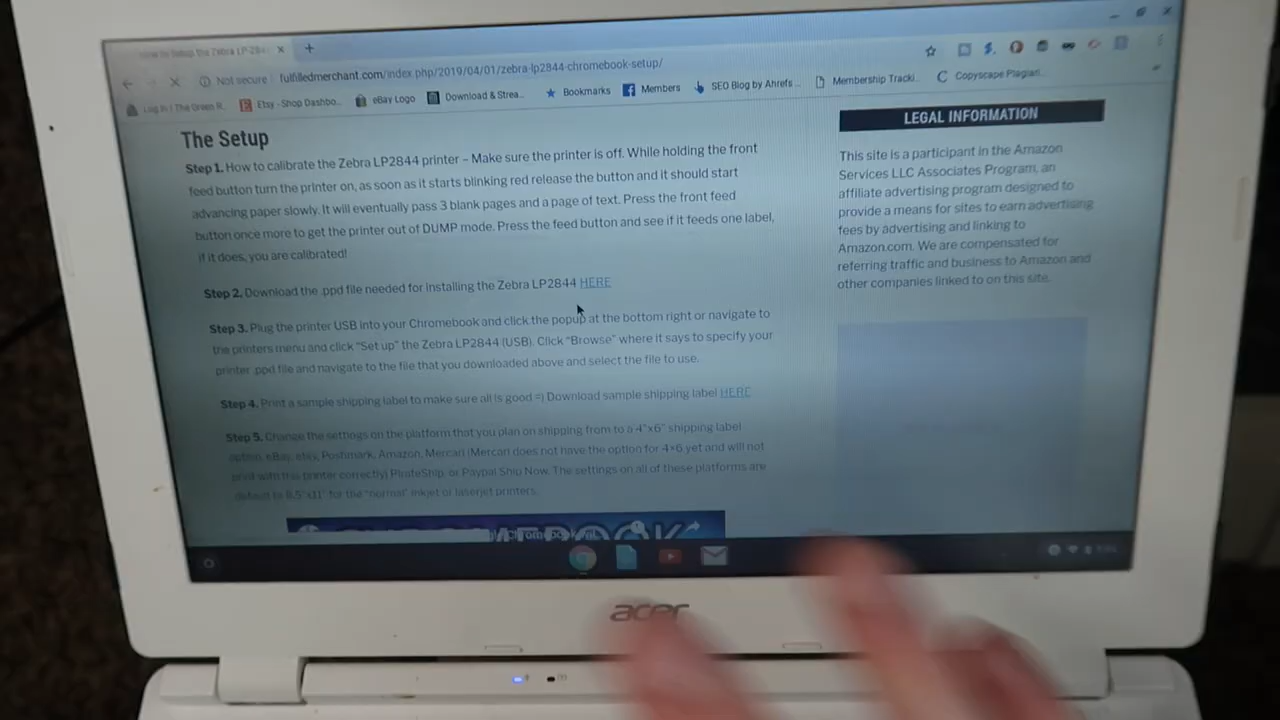 How to Setup the Zebra LP-284
Not secure fulfilledmerchant.com/index.php/2019/04/01/zebra-lp2844-chromebook-setup/
Log In | The Green R... Etsy - Shop Dashbo... eBay Logo Download & Strea... Bookmarks Members SEO Blog by Ahrefs ... Membership Tracki... Copyscape Plagiari...
The Setup
Step 1. How to calibrate the Zebra LP2844 printer – Make sure the printer is off. While holding the front
feed button turn the printer on, as soon as it starts blinking red release the button and it should start
advancing paper slowly. It will eventually pass 3 blank pages and a page of text. Press the front feed
button once more to get the printer out of DUMP mode. Press the feed button and see if it feeds one label,
if it does, you are calibrated!
Step 2. Download the .ppd file needed for installing the Zebra LP2844 HERE
Step 3. Plug the printer USB into your Chromebook and click the popup at the bottom right or navigate to
the printers menu and click "Set up" the Zebra LP2844 (USB). Click "Browse" where it says to specify your
printer .ppd file and navigate to the file that you downloaded above and select the file to use.
Step 4. Print a sample shipping label to make sure all is good =) Download sample shipping label HERE
Step 5. Change the settings on the platform that you plan on shipping from to a 4"x6" shipping label
option. eBay, etsy, Poshmark, Amazon, Mercari (Mercari does not have the option for 4×6 yet and will not
print with this printer correctly) PirateShip, or Paypal Ship Now. The settings on all of these platforms are
default to 8.5"x11" for the "normal" inkjet or laserjet printers.
LEGAL INFORMATION
This site is a participant in the Amazon
Services LLC Associates Program, an
affiliate advertising program designed to
provide a means for sites to earn advertising
fees by advertising and linking to
Amazon.com. We are compensated for
referring traffic and business to Amazon and
other companies linked to on this site.
acer